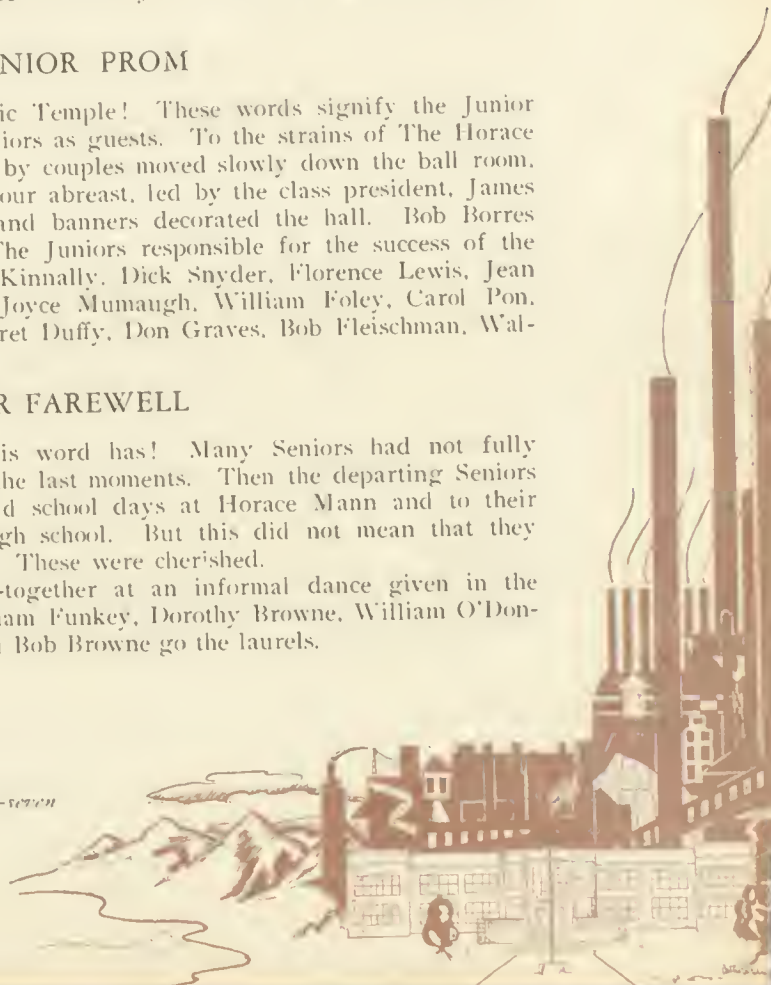 NIOR PROM
ic Temple! These words signify the Junior
iors as guests. To the strains of The Horace
by couples moved slowly down the ball room,
our abreast, led by the class president, James
and banners decorated the hall. Bob Borres
The Juniors responsible for the success of the
Kinnally, Dick Snyder, Florence Lewis, Jean
Joyce Mumaugh, William Foley, Carol Pon,
ret Duffy, Don Graves, Bob Fleischman, Wal-
R FAREWELL
is word has! Many Seniors had not fully
he last moments. Then the departing Seniors
d school days at Horace Mann and to their
gh school. But this did not mean that they
These were cherished.
-together at an informal dance given in the
am Funkey, Dorothy Browne, William O'Don-
Bob Browne go the laurels.
-seven